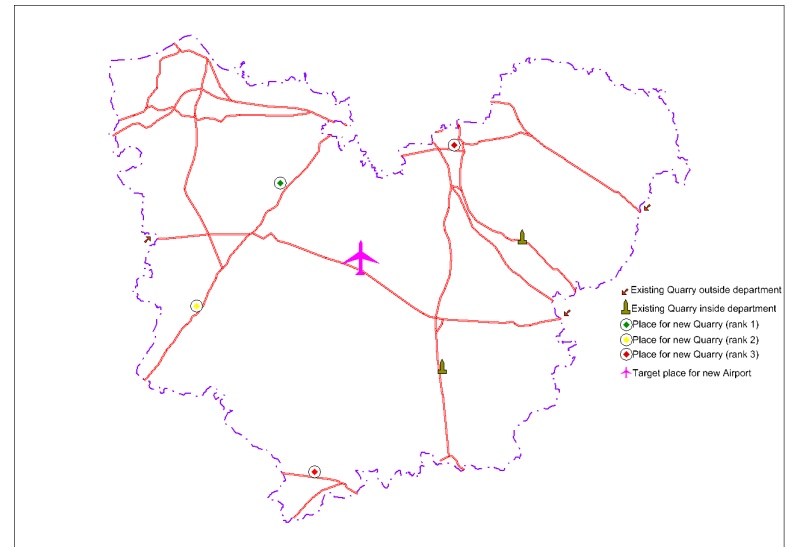 Existing Quarry outside department
Existing Quarry inside department
Place for new Quarry (rank 1)
Place for new Quarry (rank 2)
Place for new Quarry (rank 3)
Target place for new Airport